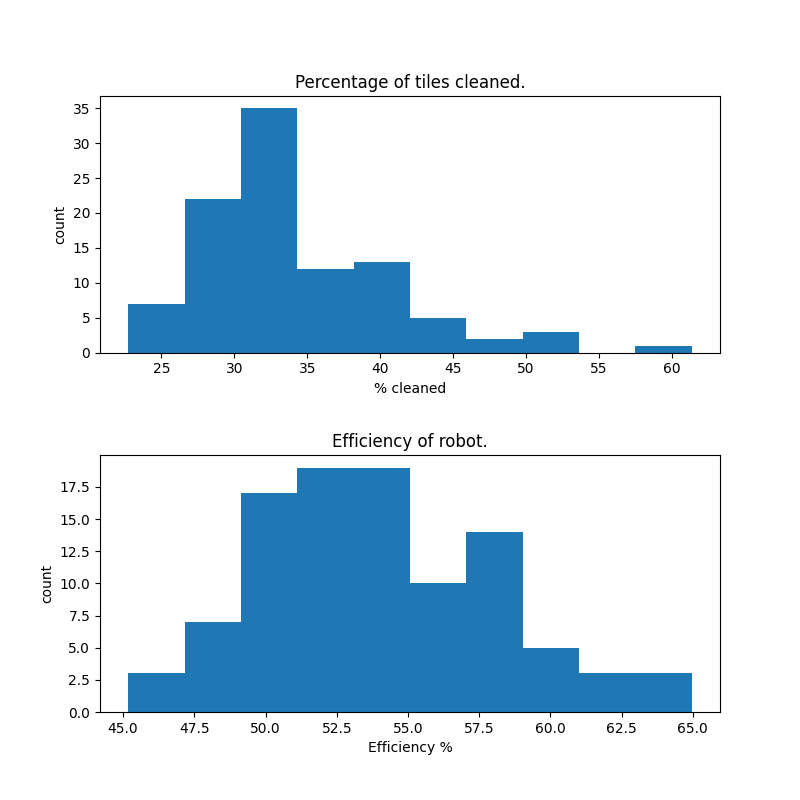 Percentage of tiles cleaned.
35
30
25
20
15
10
5
0
count
25 30 35 40 45 50 55 60
% cleaned
Efficiency of robot.
17.5
15.0
12.5
10.0
7.5
5.0
2.5
0.0
count
45.0 47.5 50.0 52.5 55.0 57.5 60.0 62.5 65.0
Efficiency %